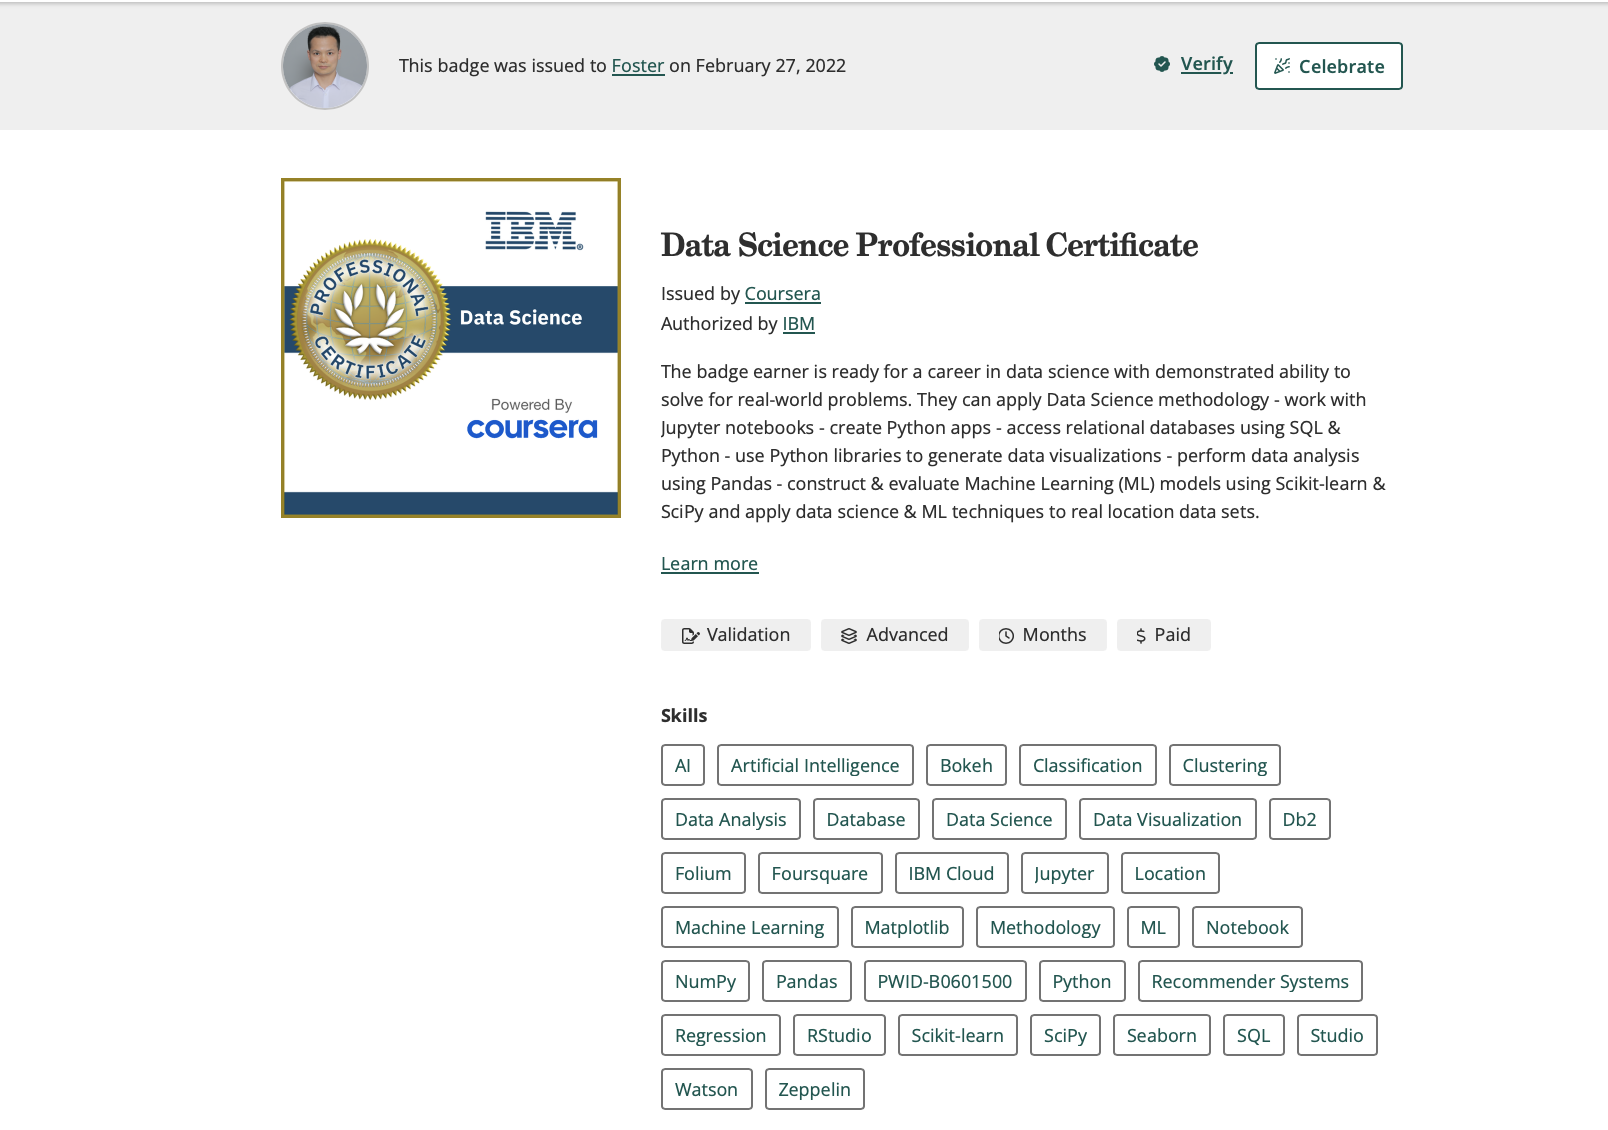 This badge was issued to Foster on February 27, 2022
Verify
Celebrate
IBM®
PROFESSIONAL
CERTIFICATE
Data Science
Powered By
coursera
Data Science Professional Certificate
Issued by Coursera
Authorized by IBM
The badge earner is ready for a career in data science with demonstrated ability to
solve for real-world problems. They can apply Data Science methodology - work with
Jupyter notebooks - create Python apps - access relational databases using SQL &
Python - use Python libraries to generate data visualizations - perform data analysis
using Pandas - construct & evaluate Machine Learning (ML) models using Scikit-learn &
SciPy and apply data science & ML techniques to real location data sets.
Learn more
Validation Advanced Months $ Paid
Skills
AI Artificial Intelligence Bokeh Classification Clustering
Data Analysis Database Data Science Data Visualization Db2
Folium Foursquare IBM Cloud Jupyter Location
Machine Learning Matplotlib Methodology ML Notebook
NumPy Pandas PWID-B0601500 Python Recommender Systems
Regression RStudio Scikit-learn SciPy Seaborn SQL Studio
Watson Zeppelin